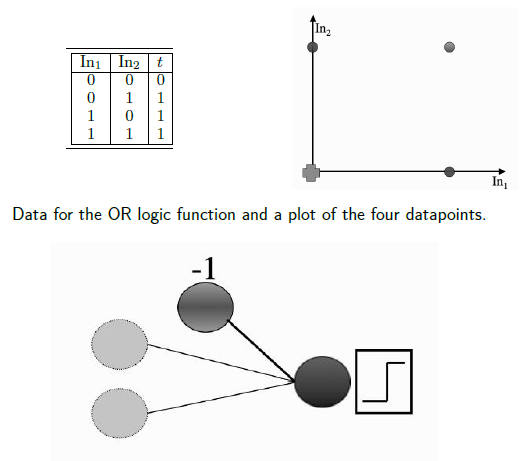 In₂
In₁ In₂ t
0 0 0
0 1 1
1 0 1
1 1 1
In₁
Data for the OR logic function and a plot of the four datapoints.
-1